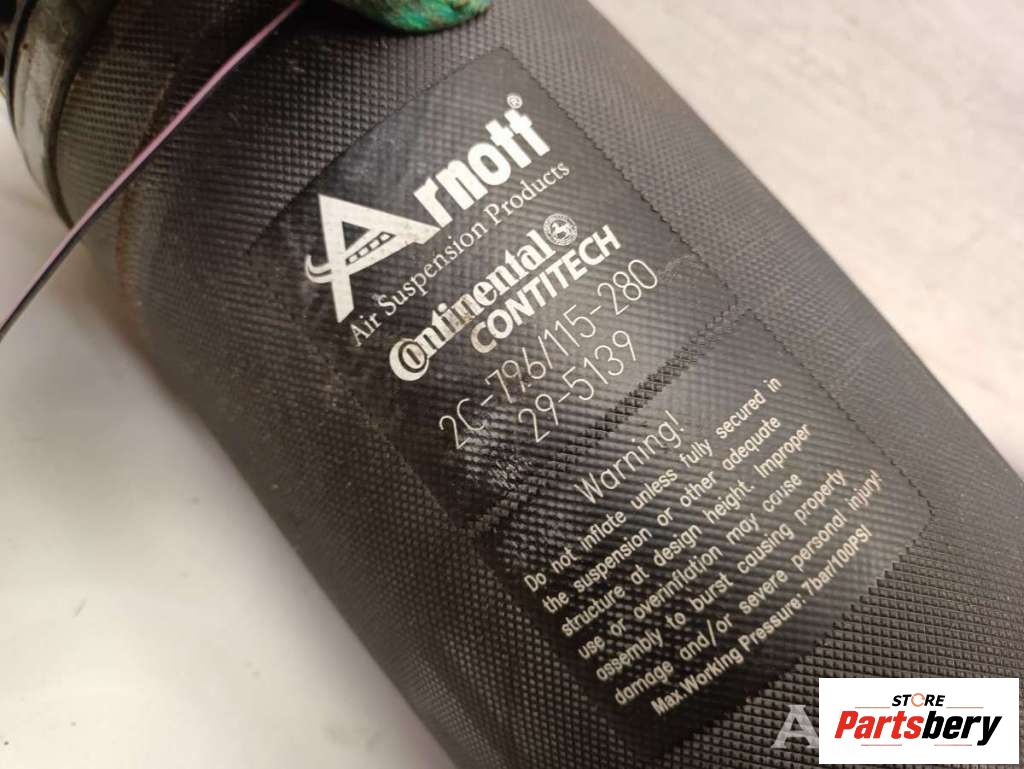 Arnott®
Air Suspension Products
Continental
CONTITECH
2C-796/115-280
29-5139
Warning!
Do not inflate unless fully secured in
the suspension or other adequate
structure at design height. Improper
use or overinflation may cause
assembly to burst causing property
damage and/or severe personal injury!
Max.Working Pressure: 7bar/100PSI
STORE
Partsbery